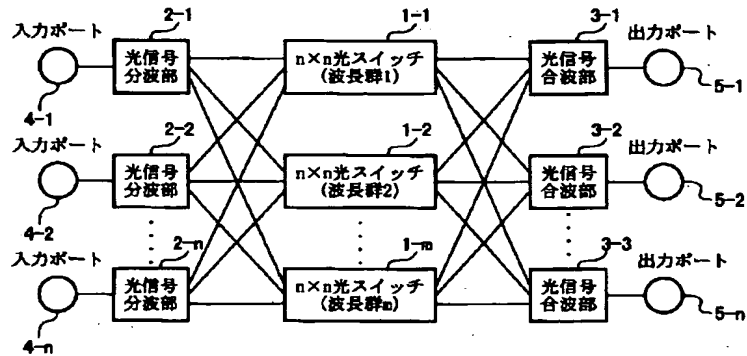 2-1
1-1
3-1
入力ポート
光信号
分波部
n×n光スイッチ
(波長群1)
光信号
合波部
出力ポート
4-1
5-1
2-2
1-2
3-2
入力ポート
光信号
分波部
n×n光スイッチ
(波長群2)
光信号
合波部
出力ポート
4-2
5-2
2-n
1-m
3-3
入力ポート
光信号
分波部
n×n光スイッチ
(波長群m)
光信号
合波部
出力ポート
4-n
5-n